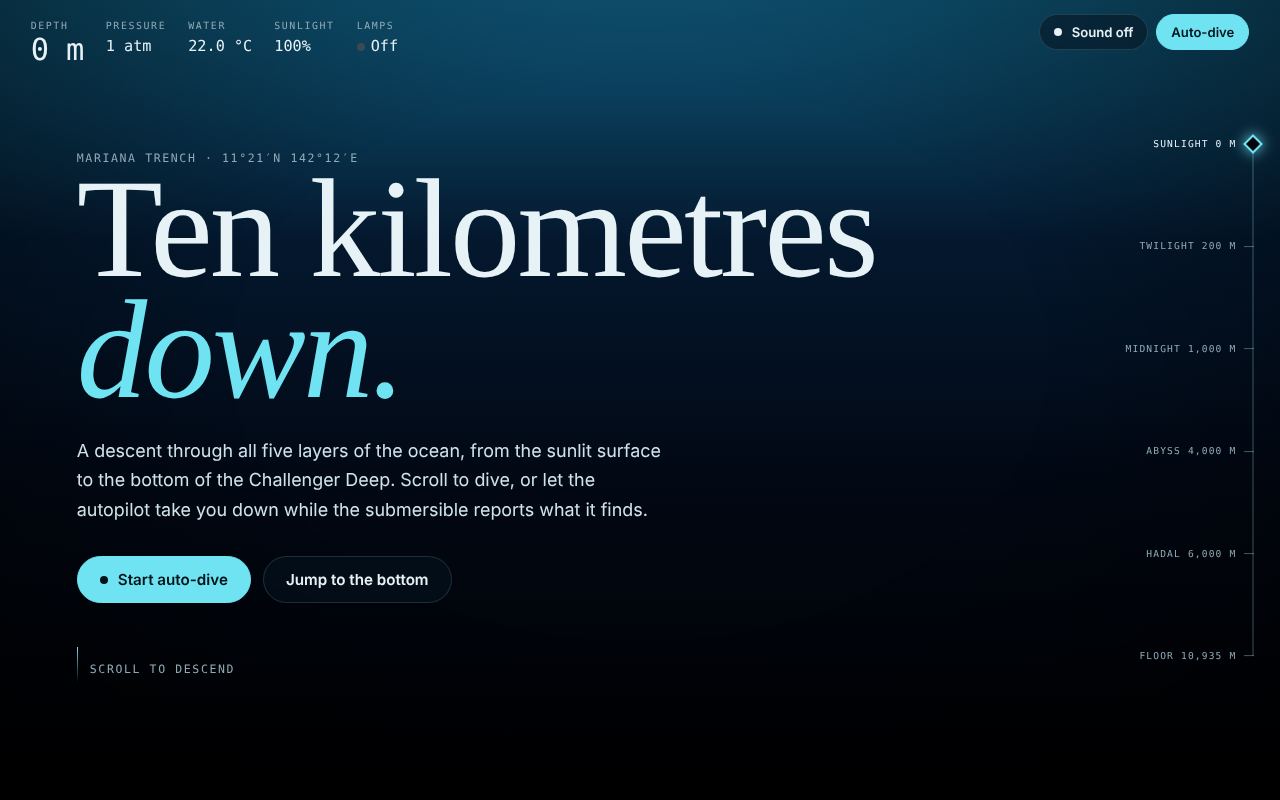 DEPTH
0 m
PRESSURE
1 atm
WATER
22.0 °C
SUNLIGHT
100%
LAMPS
Off
Sound off
Auto-dive
MARIANA TRENCH · 11°21′N 142°12′E
Ten kilometres
down.
A descent through all five layers of the ocean, from the sunlit surface
to the bottom of the Challenger Deep. Scroll to dive, or let the
autopilot take you down while the submersible reports what it finds.
Start auto-dive
Jump to the bottom
SCROLL TO DESCEND
SUNLIGHT 0 M
TWILIGHT 200 M
MIDNIGHT 1,000 M
ABYSS 4,000 M
HADAL 6,000 M
FLOOR 10,935 M